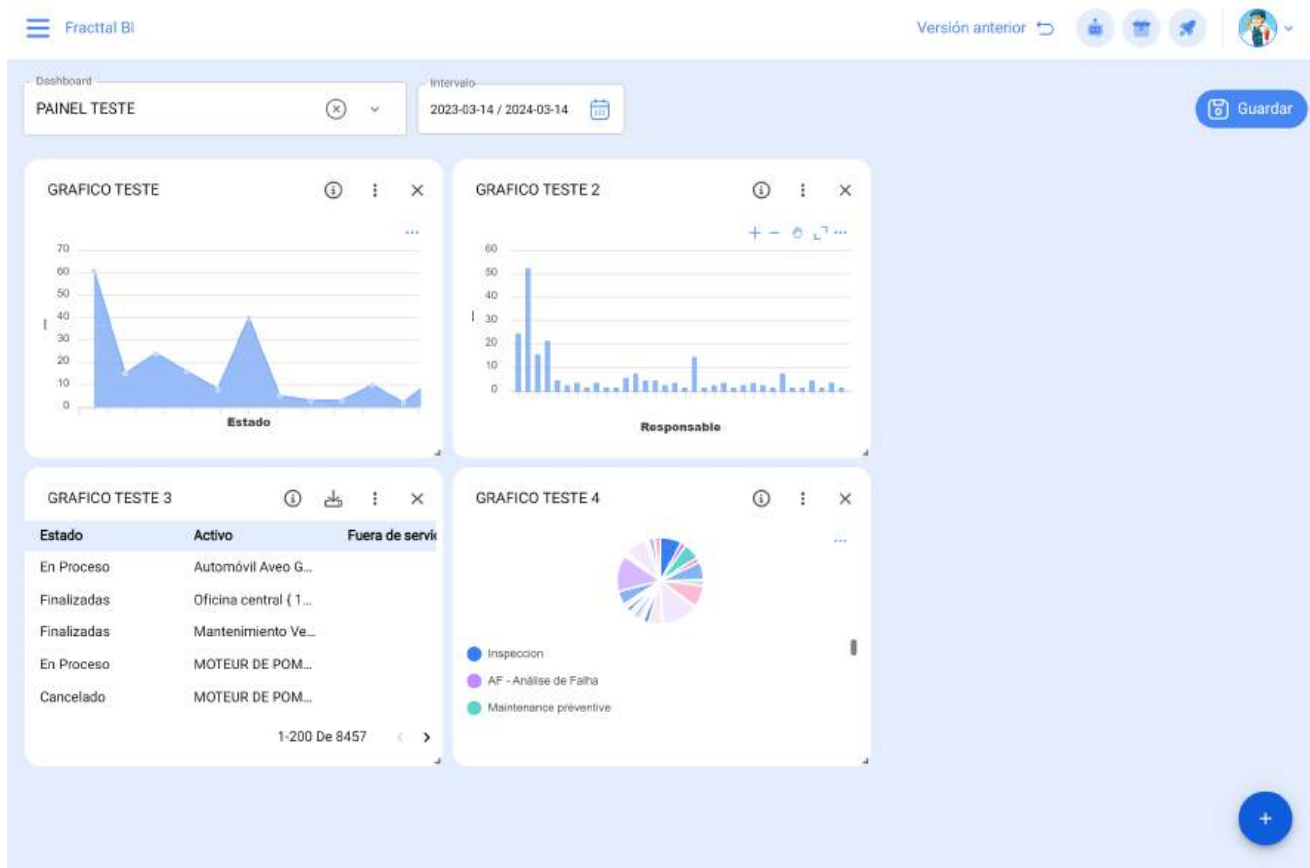 Fracttal BI
Versión anterior
Dashboard
PAINEL TESTE
Intervalo
2023-03-14 / 2024-03-14
Guardar
GRAFICO TESTE
70
60
50
40
30
20
10
0
Estado
GRAFICO TESTE 2
60
50
40
30
20
10
0
Responsable
GRAFICO TESTE 3
Estado Activo Fuera de servic
En Proceso Automóvil Aveo G...
Finalizadas Oficina central { 1...
Finalizadas Mantenimiento Ve...
En Proceso MOTEUR DE POM...
Cancelado MOTEUR DE POM...
1-200 De 8457
GRAFICO TESTE 4
Inspeccion
AF - Análise de Falha
Maintenance préventive